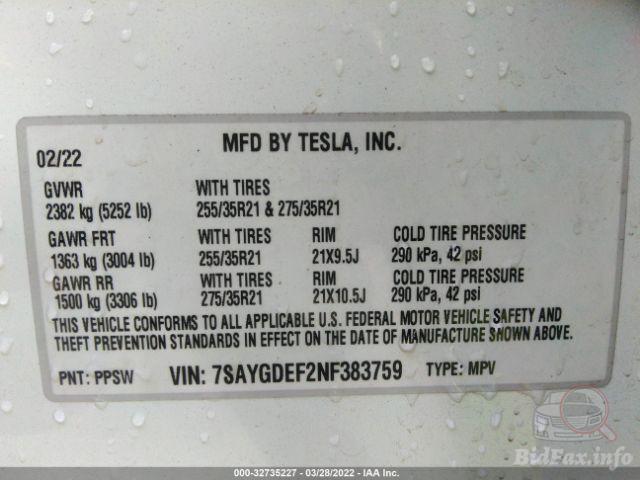 MFD BY TESLA, INC.
02/22
GVWR WITH TIRES
2382 kg (5252 lb) 255/35R21 & 275/35R21
GAWR FRT WITH TIRES RIM COLD TIRE PRESSURE
1363 kg (3004 lb) 255/35R21 21X9.5J 290 kPa, 42 psi
GAWR RR WITH TIRES RIM COLD TIRE PRESSURE
1500 kg (3306 lb) 275/35R21 21X10.5J 290 kPa, 42 psi
THIS VEHICLE CONFORMS TO ALL APPLICABLE U.S. FEDERAL MOTOR VEHICLE SAFETY AND
THEFT PREVENTION STANDARDS IN EFFECT ON THE DATE OF MANUFACTURE SHOWN ABOVE.
PNT: PPSW VIN: 7SAYGDEF2NF383759 TYPE: MPV
BidFax.info
000-32735227 - 03/28/2022 - IAA Inc.